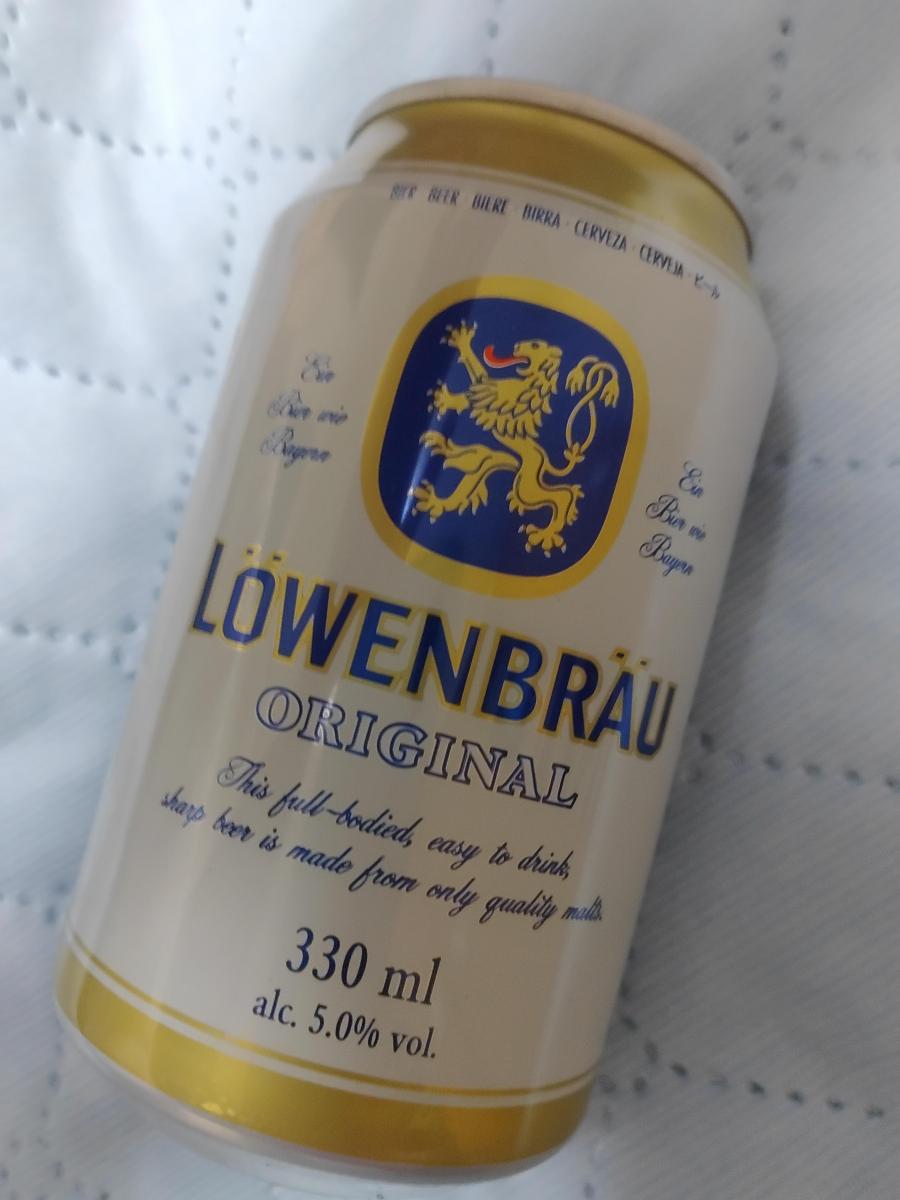 BIER · BEER · BIERE · BIRRA · CERVEZA · CERVEJA · ビール
Ein
Bier wie
Bayern
Ein
Bier wie
Bayern
LÖWENBRÄU
ORIGINAL
This full-bodied, easy to drink,
sharp beer is made from only quality malts.
330 ml
alc. 5.0% vol.